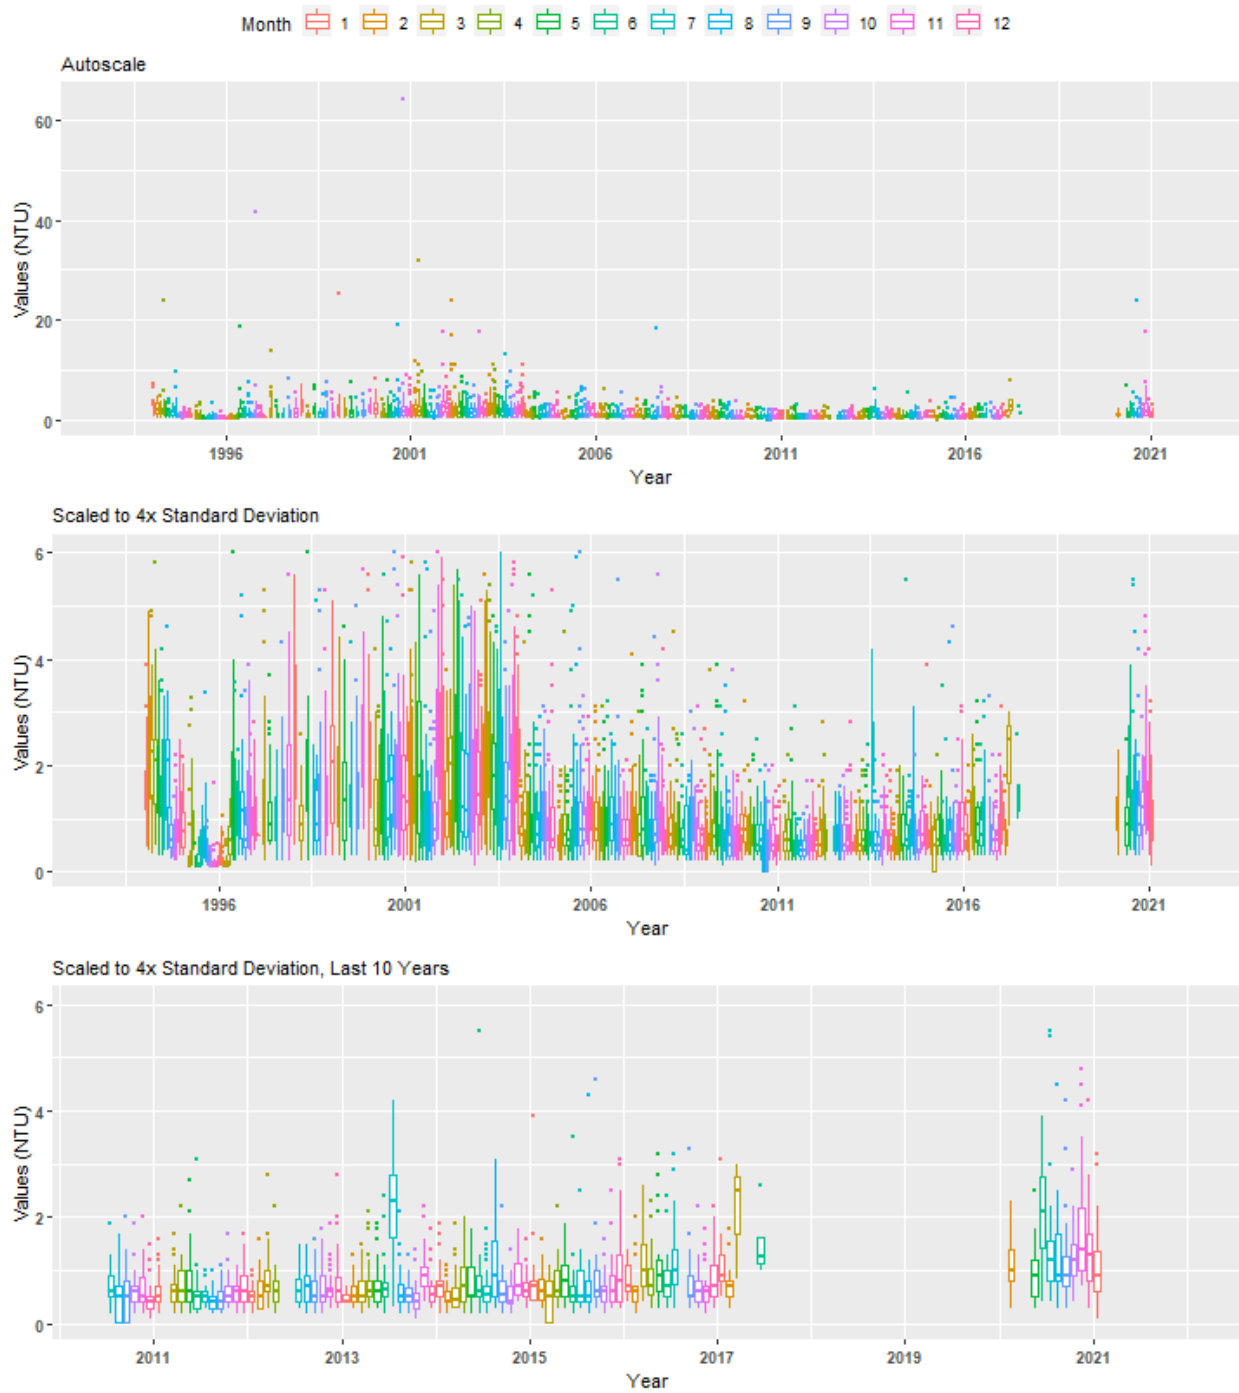 Month 1 2 3 4 5 6 7 8 9 10 11 12
Autoscale
Values (NTU)
60
40
20
0
1996 2001 2006 2011 2016 2021
Year
Scaled to 4x Standard Deviation
Values (NTU)
6
4
2
0
1996 2001 2006 2011 2016 2021
Year
Scaled to 4x Standard Deviation, Last 10 Years
Values (NTU)
6
4
2
0
2011 2013 2015 2017 2019 2021
Year